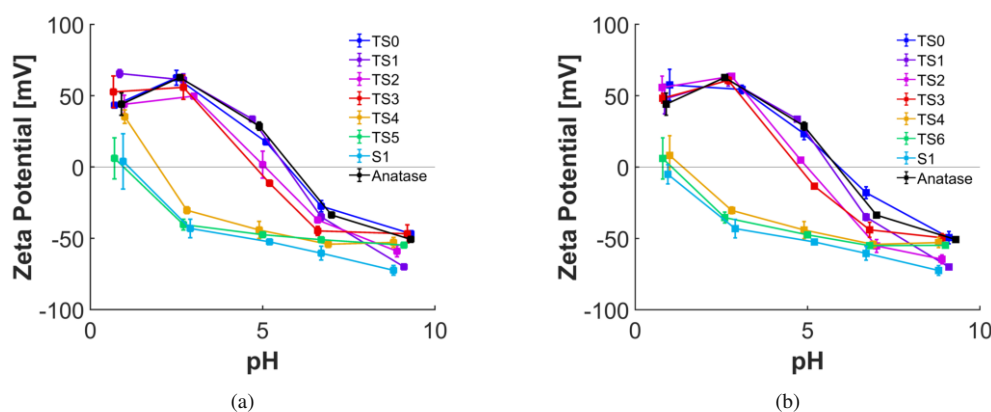 100
50
0
-50
-100
Zeta Potential [mV]
0
5
10
pH
TS0
TS1
TS2
TS3
TS4
TS5
S1
Anatase
(a)
100
50
0
-50
-100
Zeta Potential [mV]
0
5
10
pH
TS0
TS1
TS2
TS3
TS4
TS6
S1
Anatase
(b)